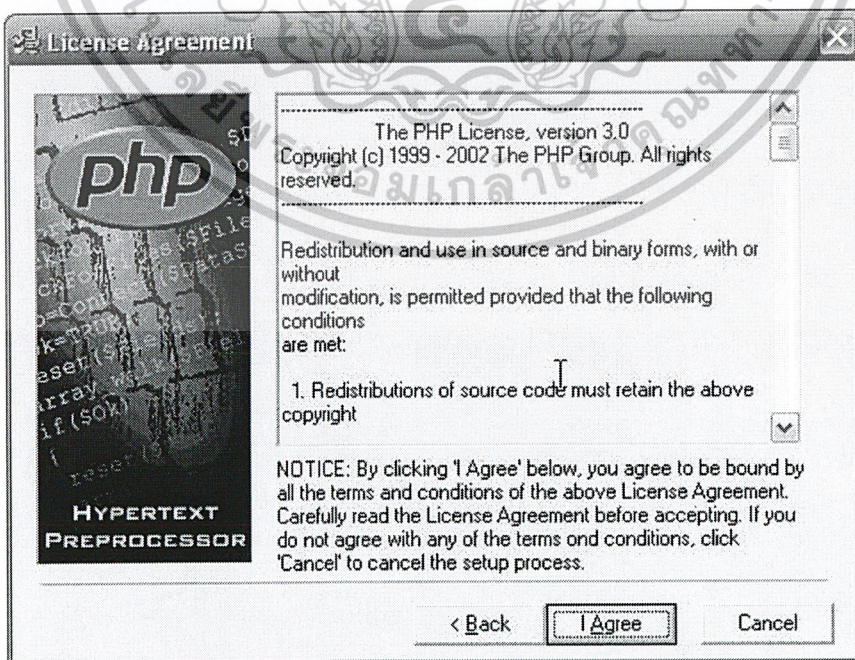 License Agreement
php
HYPERTEXT
PREPROCESSOR
The PHP License, version 3.0
Copyright (c) 1999 - 2002 The PHP Group. All rights
reserved.
Redistribution and use in source and binary forms, with or
without
modification, is permitted provided that the following
conditions
are met:
1. Redistributions of source code must retain the above
copyright
NOTICE: By clicking 'I Agree' below, you agree to be bound by
all the terms and conditions of the above License Agreement.
Carefully read the License Agreement before accepting. If you
do not agree with any of the terms ond conditions, click
'Cancel' to cancel the setup process.
< Back
I Agree
Cancel